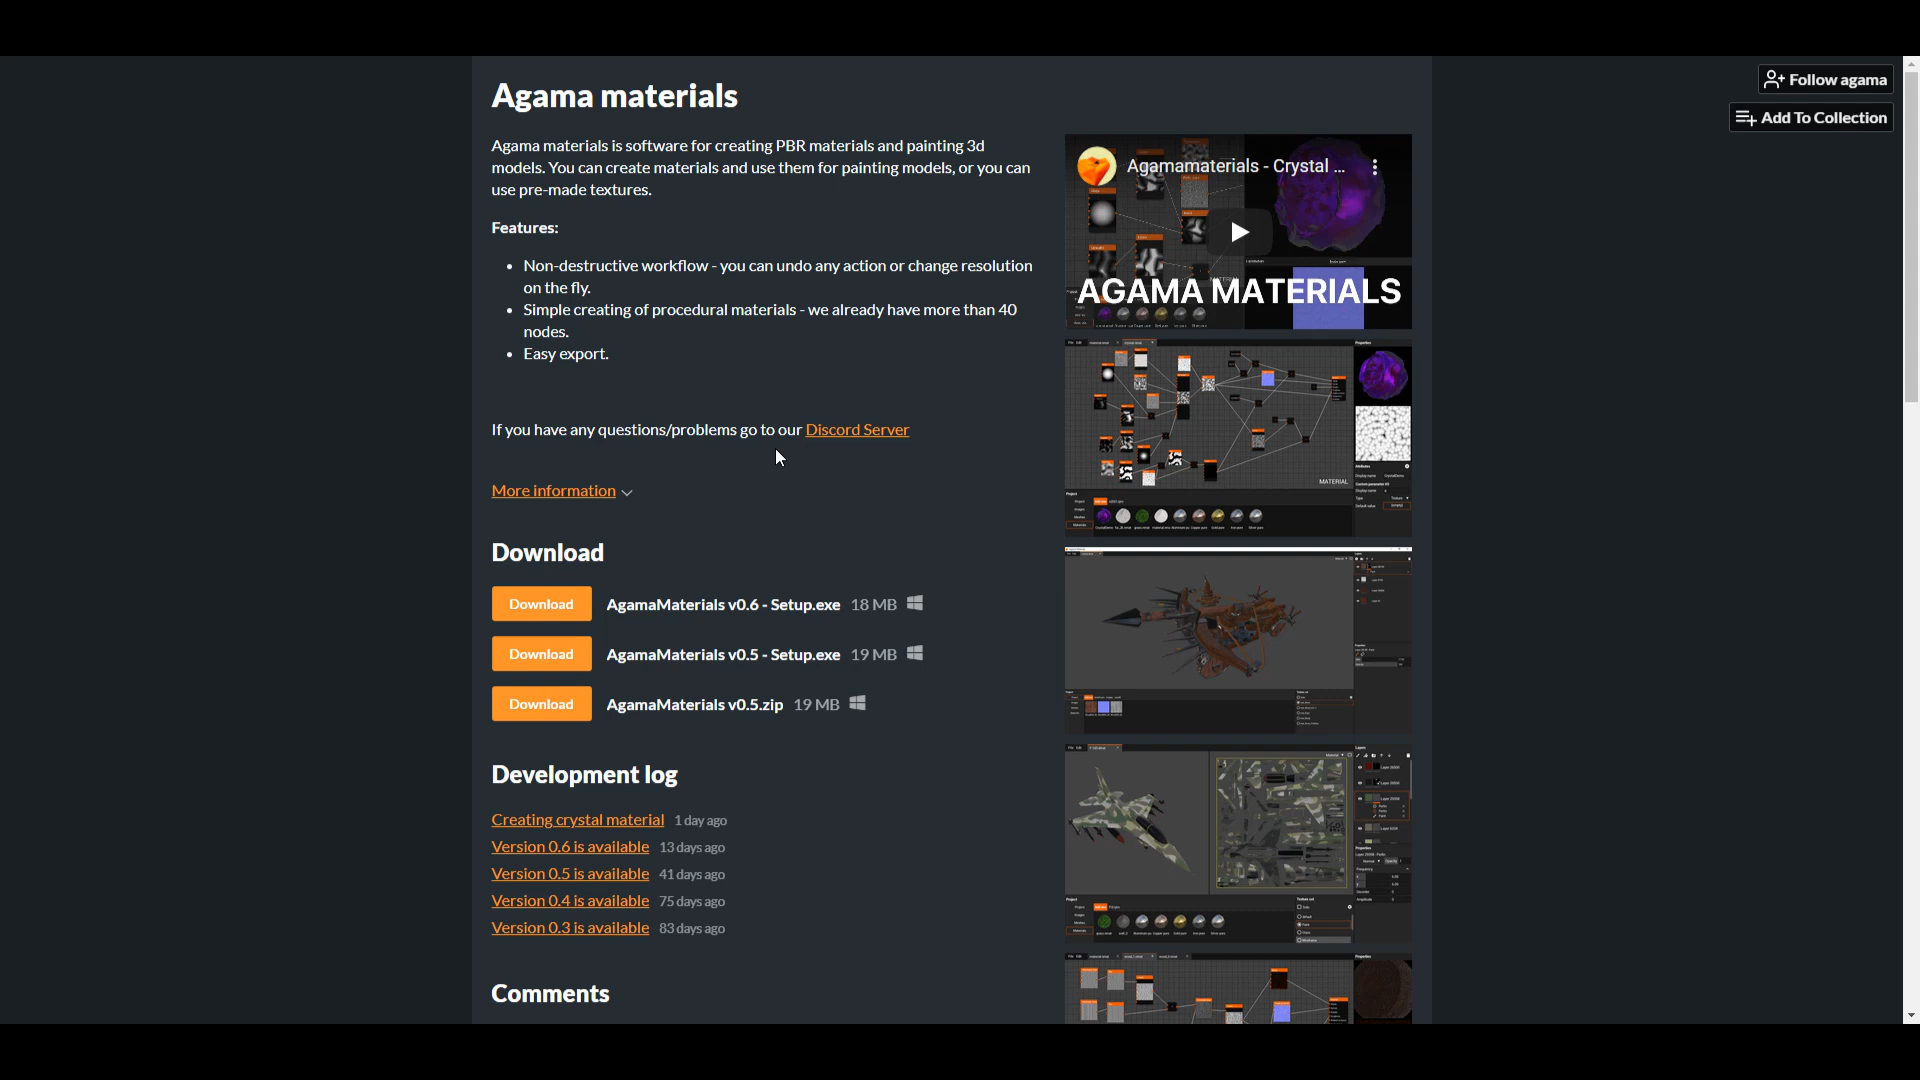 Follow agama
Add To Collection
Agama materials
Agama materials is software for creating PBR materials and painting 3d
models. You can create materials and use them for painting models, or you can
use pre-made textures.
Features:
Non-destructive workflow - you can undo any action or change resolution
on the fly.
Simple creating of procedural materials - we already have more than 40
nodes.
Easy export.
If you have any questions/problems go to our Discord Server
More information
Download
Download AgamaMaterials v0.6 - Setup.exe 18 MB
Download AgamaMaterials v0.5 - Setup.exe 19 MB
Download AgamaMaterials v0.5.zip 19 MB
Development log
Creating crystal material 1 day ago
Version 0.6 is available 13 days ago
Version 0.5 is available 41 days ago
Version 0.4 is available 75 days ago
Version 0.3 is available 83 days ago
Comments
Agamamaterials - Crystal ...
AGAMA MATERIALS
MATERIAL